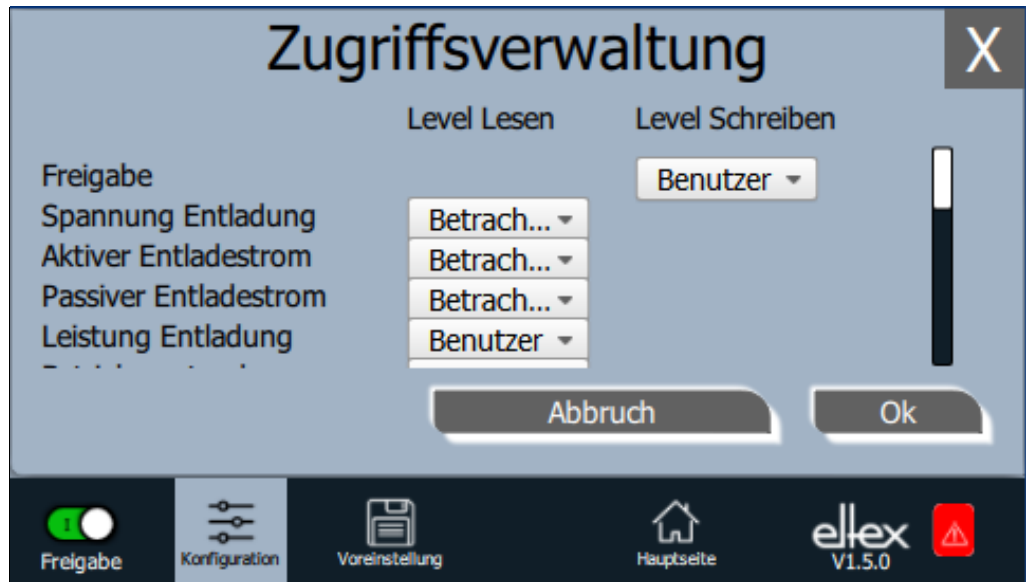 Zugriffsverwaltung
X
Level Lesen Level Schreiben
Freigabe Benutzer
Spannung Entladung Betrach...
Aktiver Entladestrom Betrach...
Passiver Entladestrom Betrach...
Leistung Entladung Benutzer
Abbruch Ok
I
Freigabe Konfiguration Voreinstellung Hauptseite eltex
V1.5.0